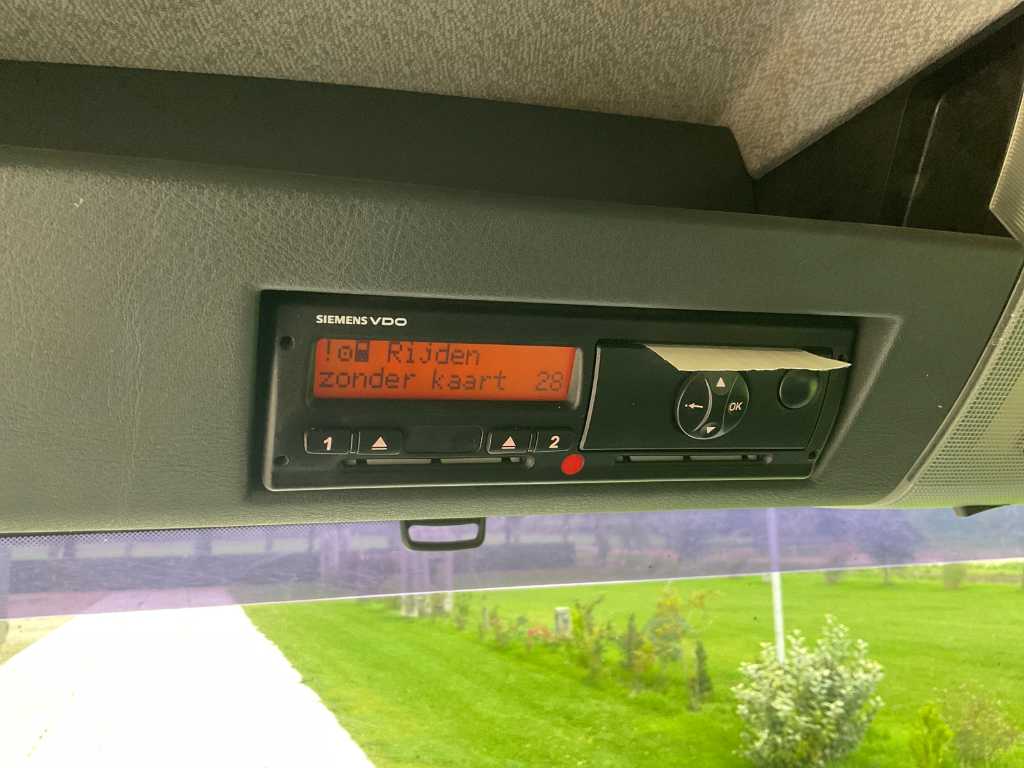 SIEMENS VDO
! Rijden
zonder kaart 28
1
2
OK